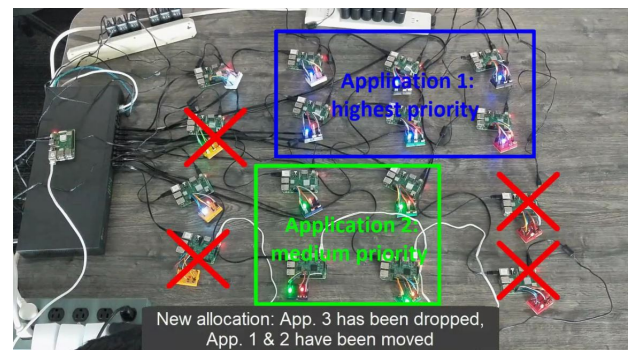 Application 1:
highest priority
Application 2:
medium priority
New allocation: App. 3 has been dropped,
App. 1 & 2 have been moved